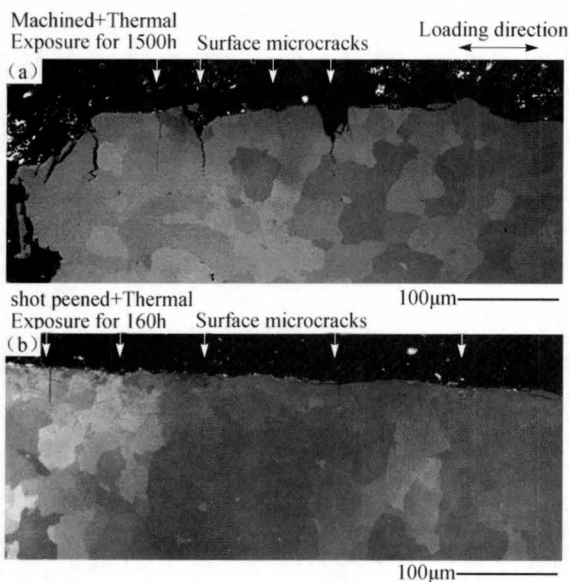 Machined+Thermal
Exposure for 1500h Surface microcracks Loading direction
(a)
100μm
shot peened+Thermal
Exposure for 160h Surface microcracks
(b)
100μm